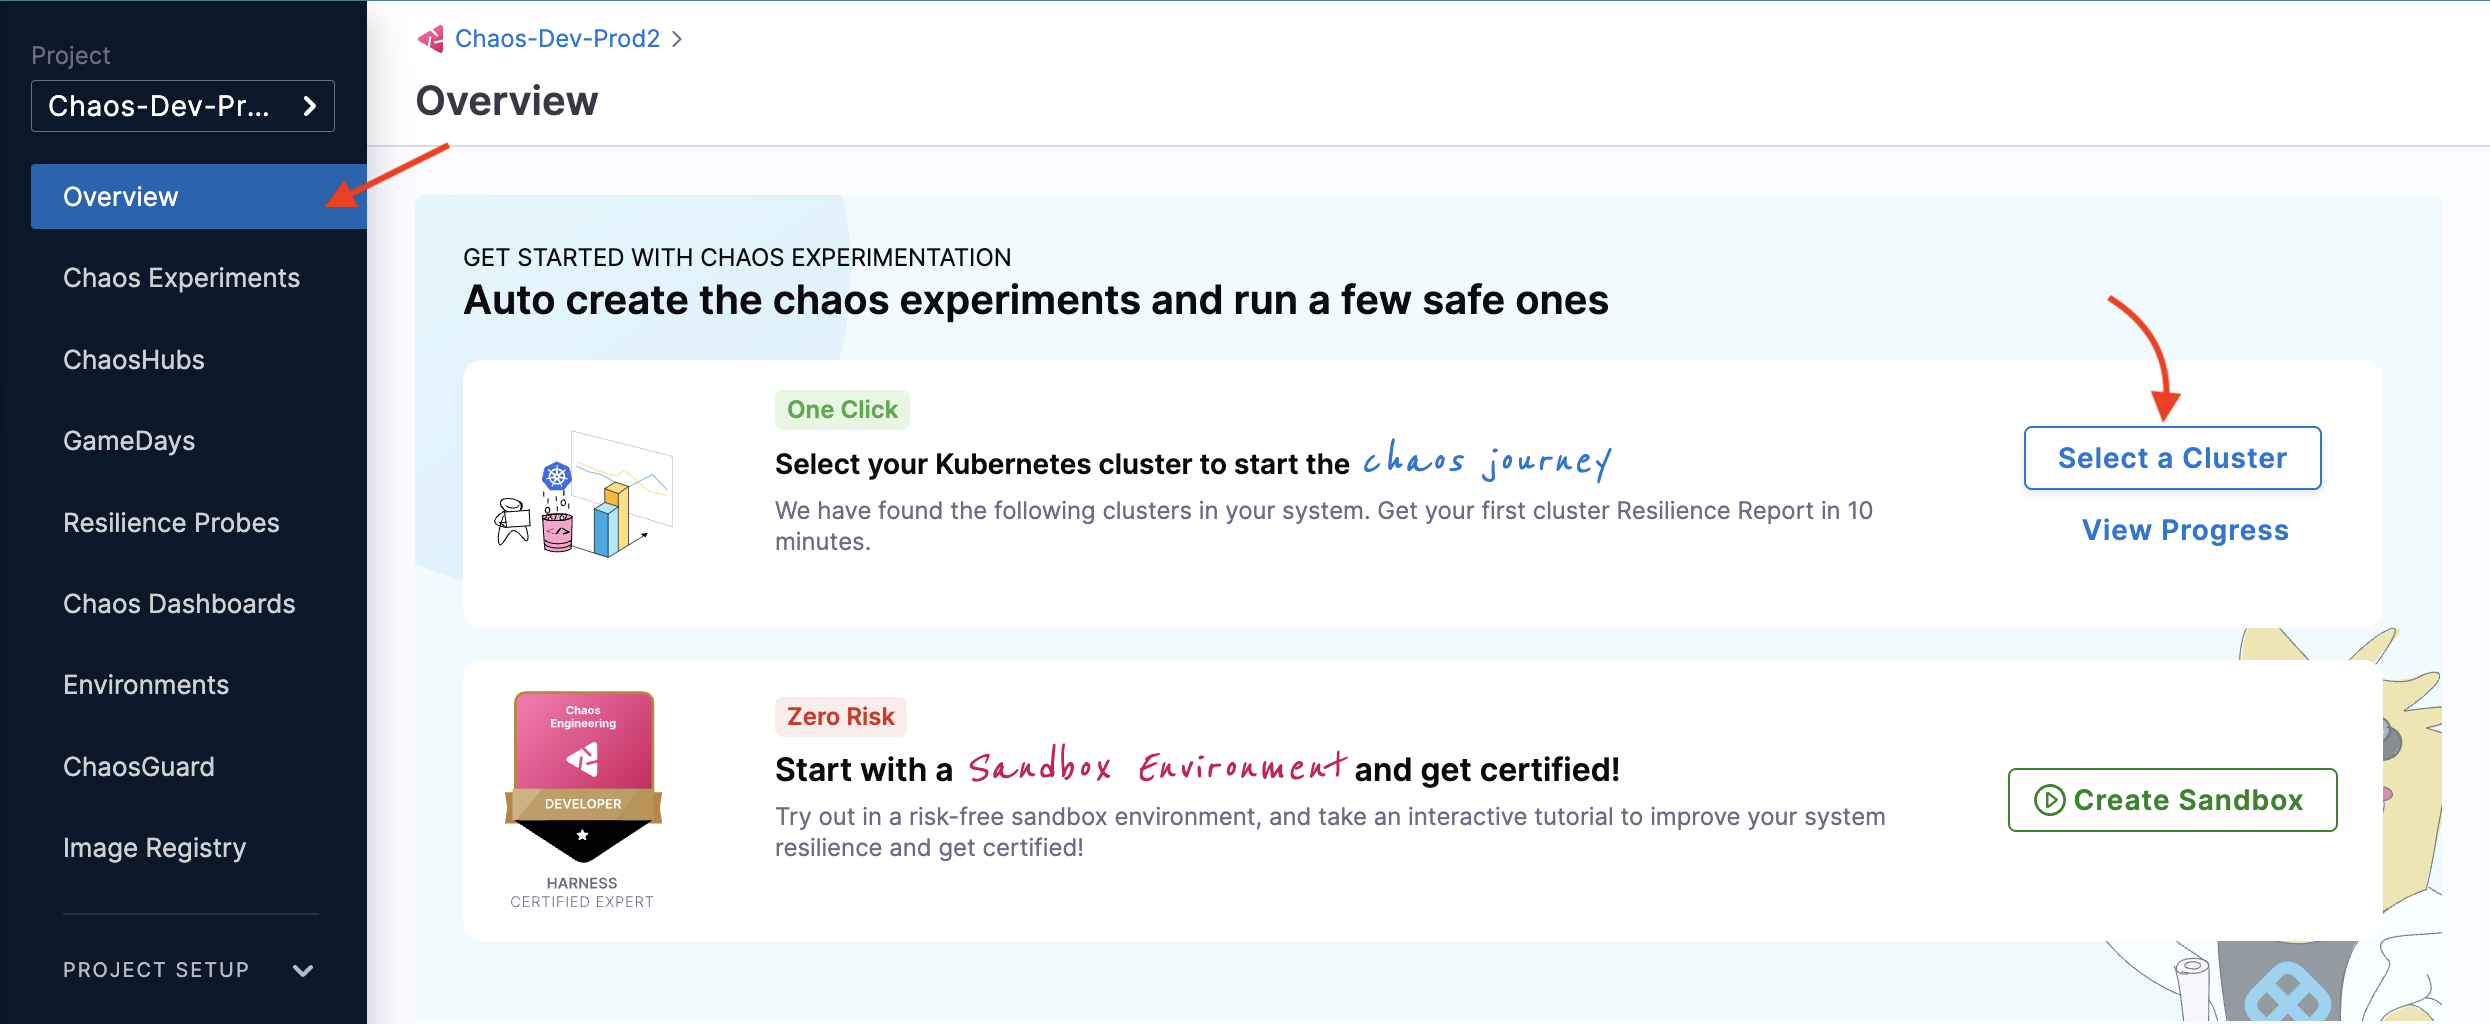 Project
Chaos-Dev-Pr...
Overview
Chaos Experiments
ChaosHubs
GameDays
Resilience Probes
Chaos Dashboards
Environments
ChaosGuard
Image Registry
PROJECT SETUP
Chaos-Dev-Prod2
Overview
GET STARTED WITH CHAOS EXPERIMENTATION
Auto create the chaos experiments and run a few safe ones
One Click
Select your Kubernetes cluster to start the chaos journey
We have found the following clusters in your system. Get your first cluster Resilience Report in 10
minutes.
Select a Cluster
View Progress
Chaos
Engineering
DEVELOPER
HARNESS
CERTIFIED EXPERT
Zero Risk
Start with a Sandbox Environment and get certified!
Try out in a risk-free sandbox environment, and take an interactive tutorial to improve your system
resilience and get certified!
Create Sandbox